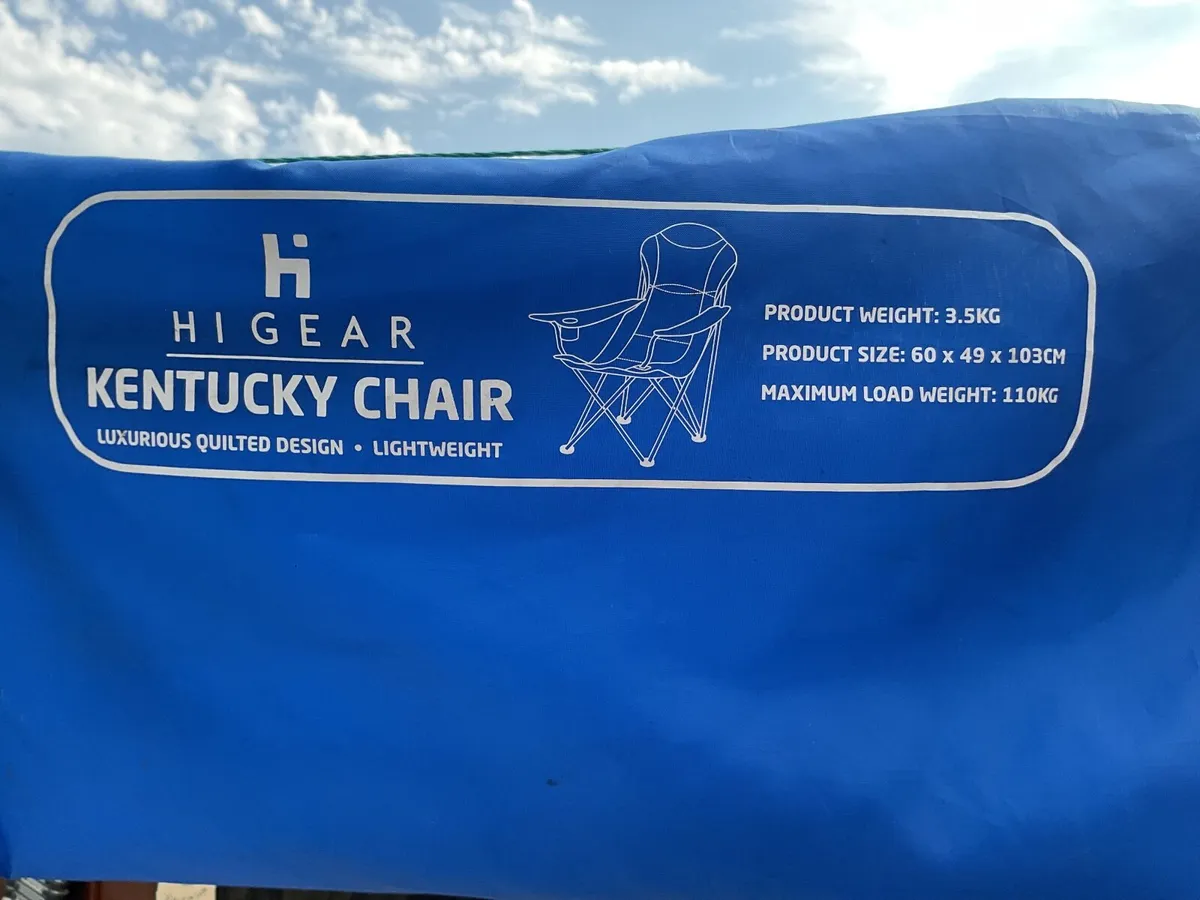 HI GEAR
KENTUCKY CHAIR
LUXURIOUS QUILTED DESIGN • LIGHTWEIGHT
PRODUCT WEIGHT: 3.5KG
PRODUCT SIZE: 60 x 49 x 103CM
MAXIMUM LOAD WEIGHT: 110KG